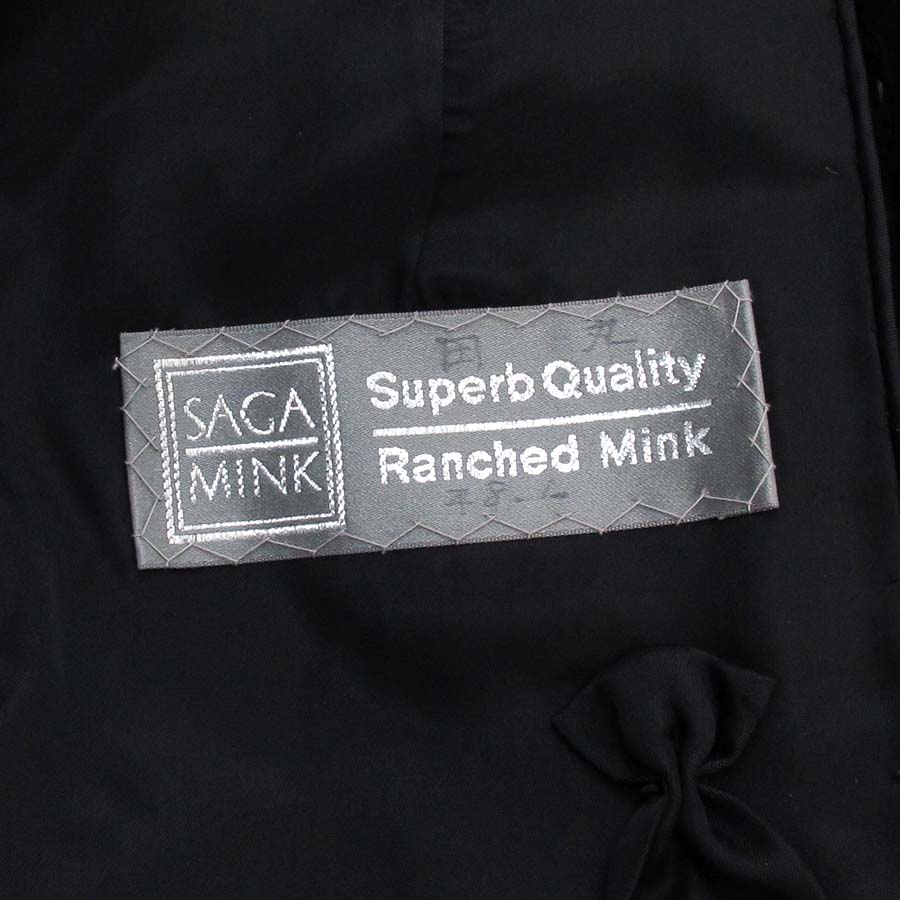 SAGA
MINK
Superb Quality
Ranched Mink